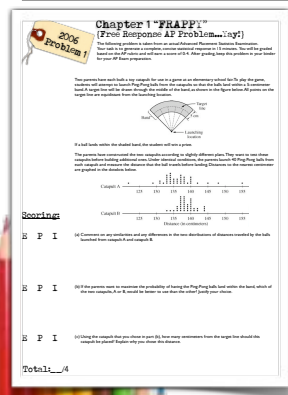 Chapter 1 "FRAPPY"
{Free Response AP Problem...Yay!}
2006
Problem 1
The following problem is taken from an actual Advanced Placement Statistics Examination.
Your task is to generate a complete, concise statistical response in 15 minutes. You will be graded
based on the AP rubric and will earn a score of 0-4. After grading, keep this problem in your binder
for your AP Exam preparation.
Two parents have each built a toy catapult for use in a game at an elementary school fair. To play the game,
students will attempt to launch Ping-Pong balls from the catapults so that the balls land within a 5-centimeter
band. A target line will be drawn through the middle of the band, as shown in the figure below. All points on the
target line are equidistant from the launching location.
Target
line
Band
5 cm
Launching
location
If a ball lands within the shaded band, the student will win a prize.
The parents have constructed the two catapults according to slightly different plans. They want to test these
catapults before building additional ones. Under identical conditions, the parents launch 40 Ping-Pong balls from
each catapult and measure the distance that the ball travels before landing. Distances to the nearest centimeter
are graphed in the dotplots below.
Catapult A
125 130 135 140 145 150 155
Catapult B
125 130 135 140 145 150 155
Distance (in centimeters)
Scoring:
E P I
(a) Comment on any similarities and any differences in the two distributions of distances traveled by the balls
launched from catapult A and catapult B.
E P I
(b) If the parents want to maximize the probability of having the Ping-Pong balls land within the band, which of
the two catapults, A or B, would be better to use than the other? Justify your choice.
E P I
(c) Using the catapult that you chose in part (b), how many centimeters from the target line should this
catapult be placed? Explain why you chose this distance.
Total:__/4